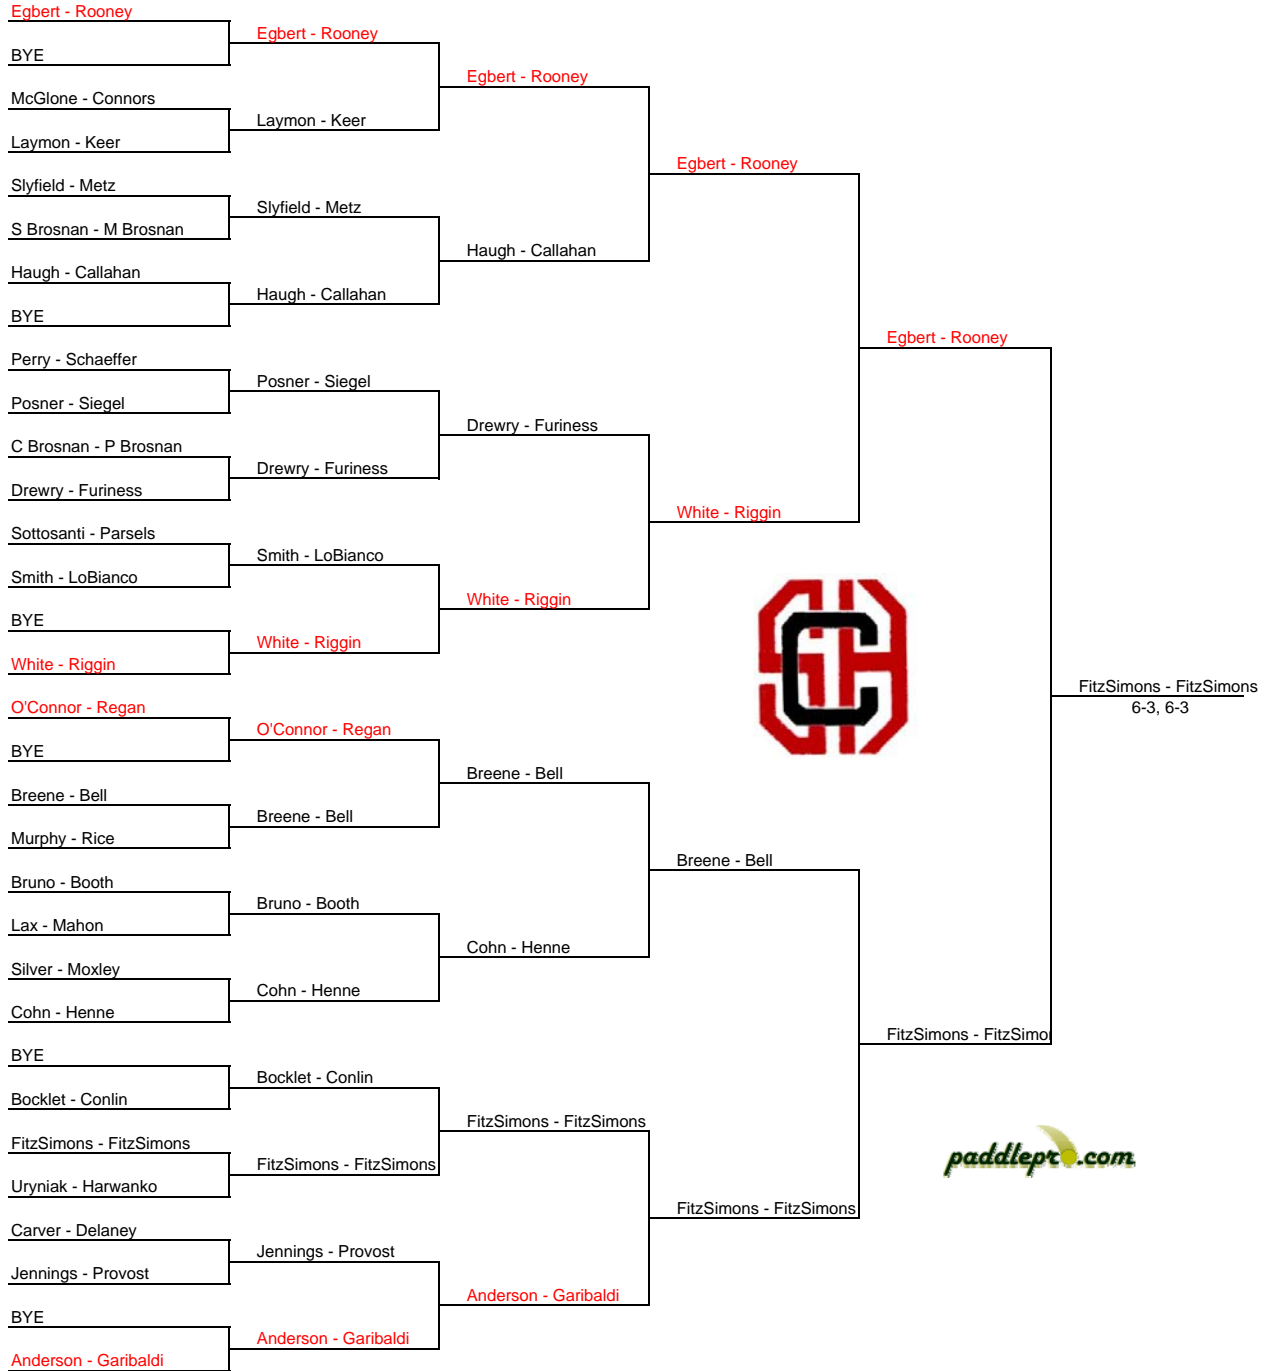 Egbert - Rooney
BYE
McGlone - Connors
Laymon - Keer
Slyfield - Metz
S Brosnan - M Brosnan
Haugh - Callahan
BYE
Perry - Schaeffer
Posner - Siegel
C Brosnan - P Brosnan
Drewry - Furiness
Sottosanti - Parsels
Smith - LoBianco
BYE
White - Riggin
O'Connor - Regan
BYE
Breene - Bell
Murphy - Rice
Bruno - Booth
Lax - Mahon
Silver - Moxley
Cohn - Henne
BYE
Bocklet - Conlin
FitzSimons - FitzSimons
Uryniak - Harwanko
Carver - Delaney
Jennings - Provost
BYE
Anderson - Garibaldi
Egbert - Rooney
Laymon - Keer
Slyfield - Metz
Haugh - Callahan
Posner - Siegel
Drewry - Furiness
Smith - LoBianco
White - Riggin
O'Connor - Regan
Breene - Bell
Bruno - Booth
Cohn - Henne
Bocklet - Conlin
FitzSimons - FitzSimons
Jennings - Provost
Anderson - Garibaldi
Egbert - Rooney
Haugh - Callahan
Drewry - Furiness
White - Riggin
Breene - Bell
Cohn - Henne
FitzSimons - FitzSimons
Anderson - Garibaldi
Egbert - Rooney
White - Riggin
Breene - Bell
FitzSimons - FitzSimons
Egbert - Rooney
FitzSimons - FitzSimo
FitzSimons - FitzSimons
6-3, 6-3
paddlepro.com